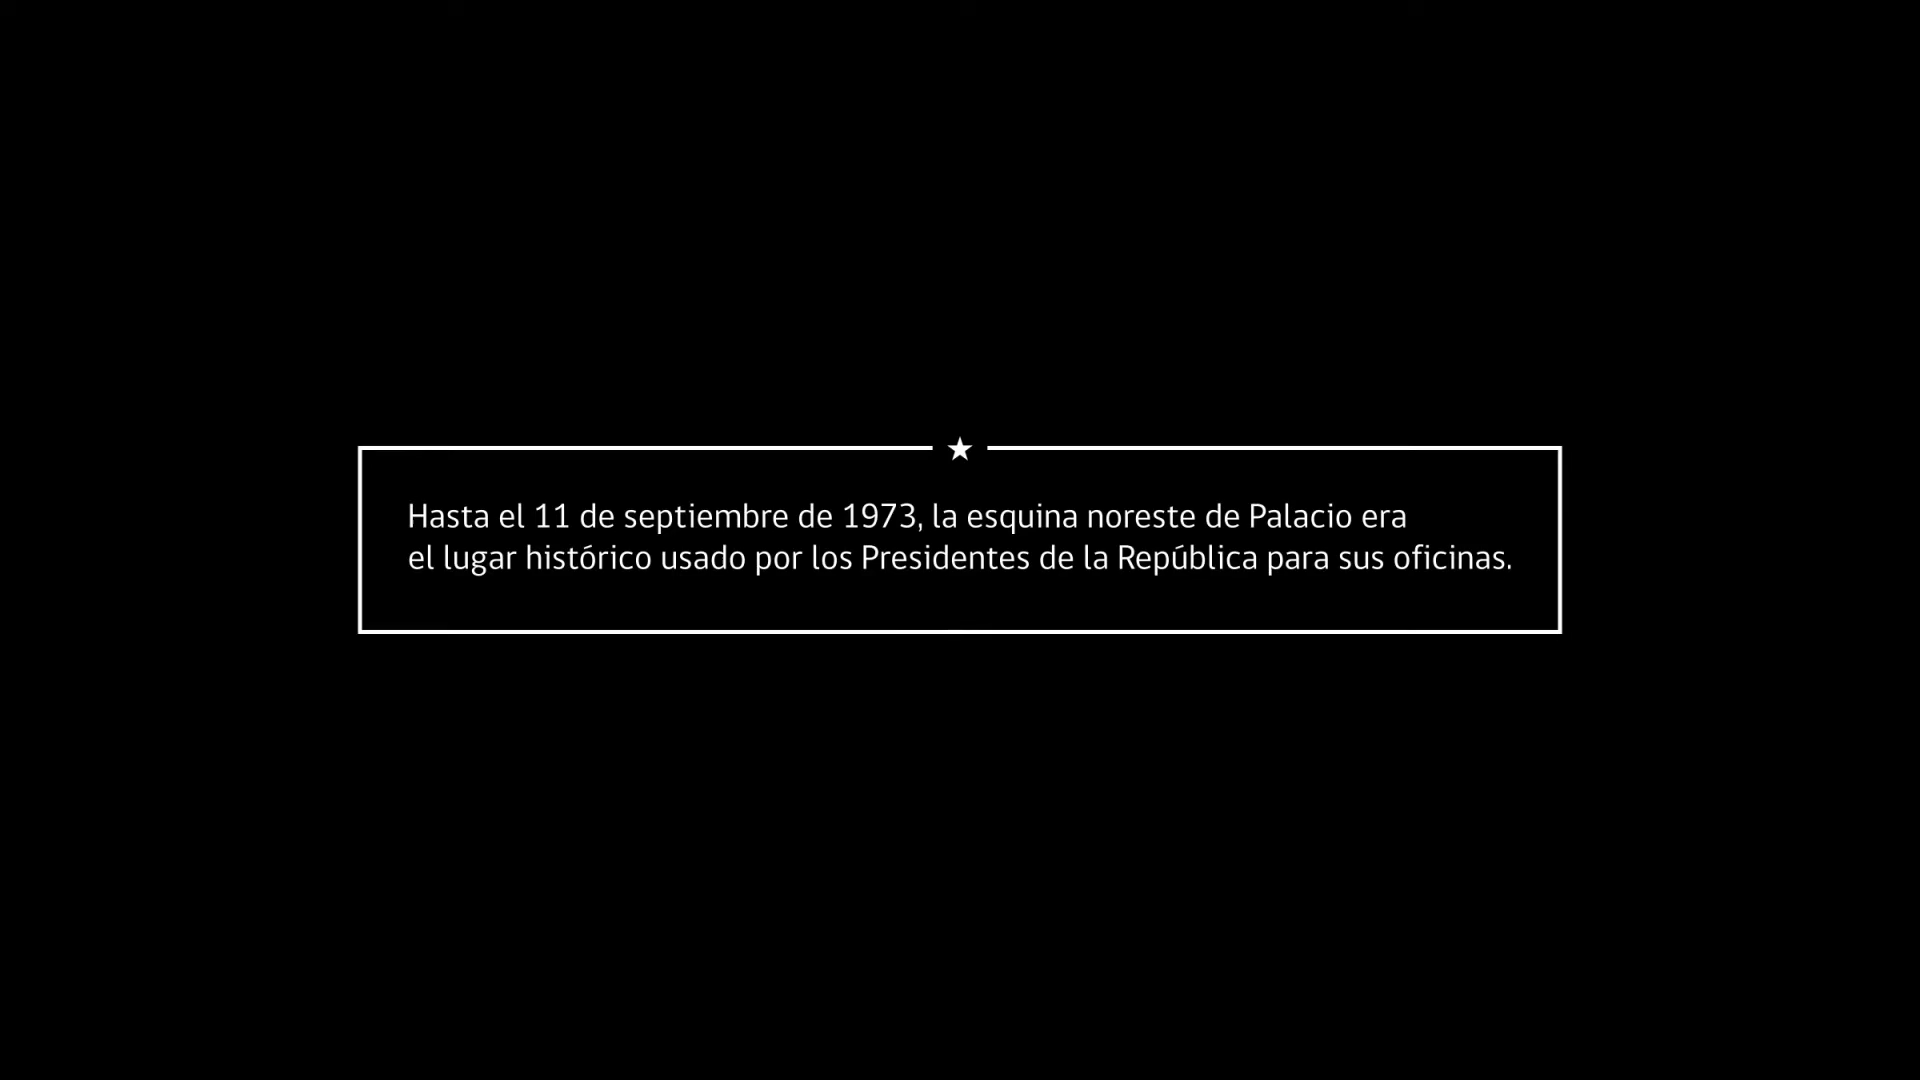 Hasta el 11 de septiembre de 1973, la esquina noreste de Palacio era
el lugar histórico usado por los Presidentes de la República para sus oficinas.